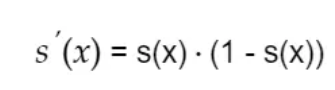 s′(x) = s(x) · (1 - s(x))